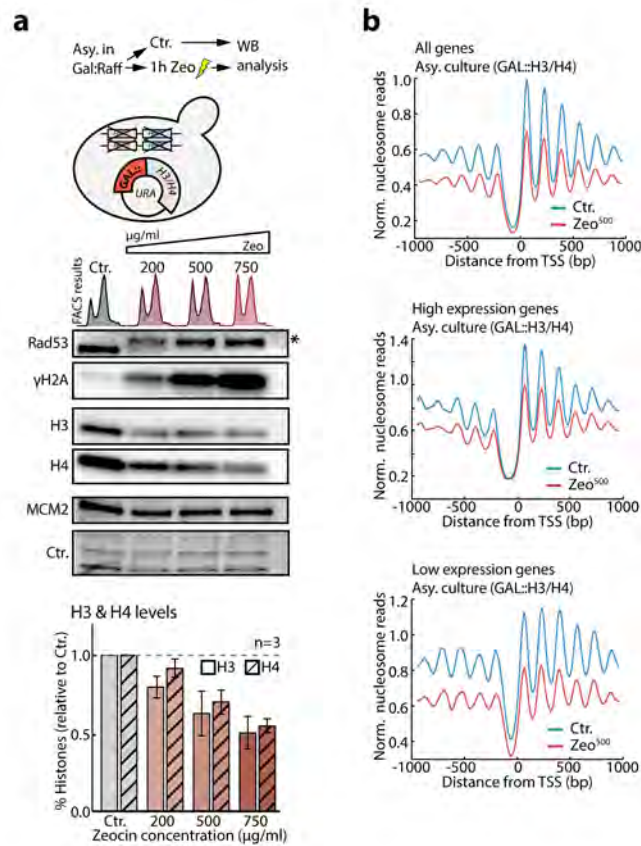 a
Asy. in
Gal:Raff
Ctr.
1h Zeo
WB
analysis
GAL::
H3/H4
URA
µg/ml
Zeo
FACS results
Ctr.
200
500
750
Rad53
*
γH2A
H3
H4
MCM2
Ctr.
H3 & H4 levels
n=3
H3
H4
% Histones (relative to Ctr.)
1.0
0.5
0.0
Ctr.
200
500
750
Zeocin concentration (µg/ml)
b
All genes
Asy. culture (GAL::H3/H4)
Norm. nucleosome reads
1.0
0.8
0.6
0.4
0.2
Ctr.
Zeo⁵⁰⁰
-1000
-500
0
500
1000
Distance from TSS (bp)
High expression genes
Asy. culture (GAL::H3/H4)
Norm. nucleosome reads
1.4
1.0
0.6
0.2
Ctr.
Zeo⁵⁰⁰
-1000
-500
0
500
1000
Distance from TSS (bp)
Low expression genes
Asy. culture (GAL::H3/H4)
Norm. nucleosome reads
1.2
1.0
0.8
0.6
0.4
Ctr.
Zeo⁵⁰⁰
-1000
-500
0
500
1000
Distance from TSS (bp)